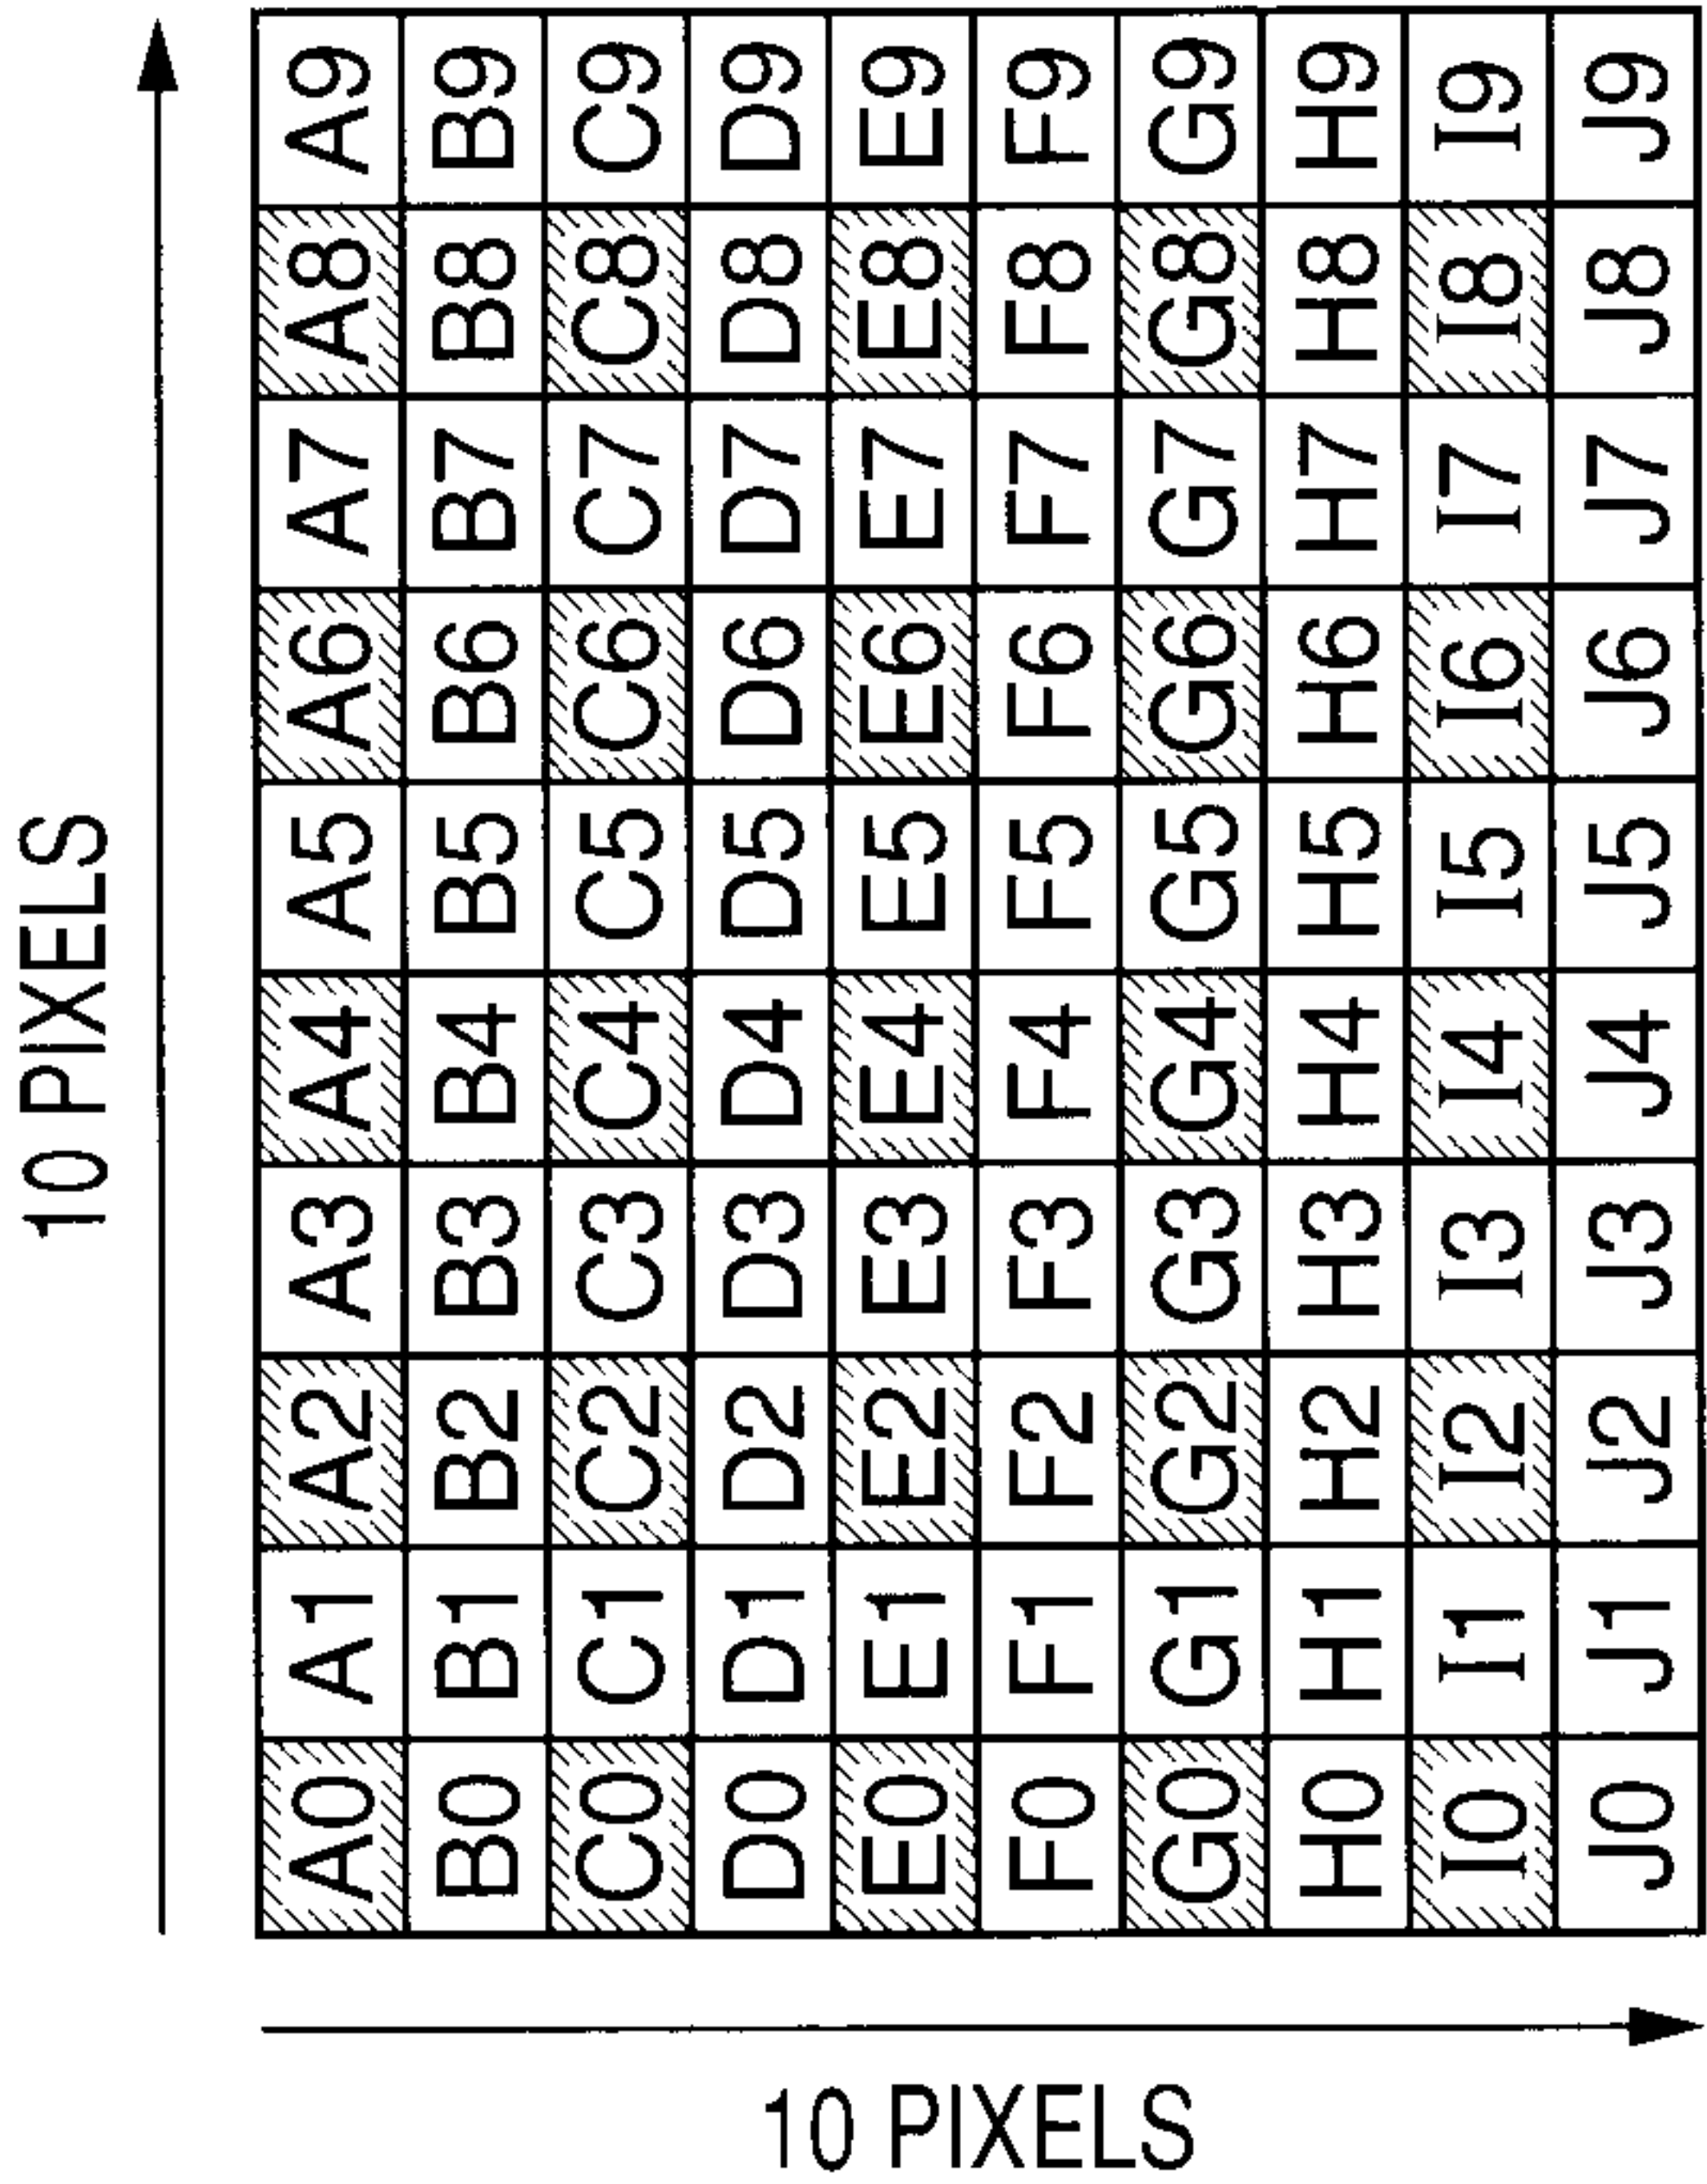 10 PIXELS
A0 A1 A2 A3 A4 A5 A6 A7 A8 A9
B0 B1 B2 B3 B4 B5 B6 B7 B8 B9
C0 C1 C2 C3 C4 C5 C6 C7 C8 C9
D0 D1 D2 D3 D4 D5 D6 D7 D8 D9
E0 E1 E2 E3 E4 E5 E6 E7 E8 E9
F0 F1 F2 F3 F4 F5 F6 F7 F8 F9
G0 G1 G2 G3 G4 G5 G6 G7 G8 G9
H0 H1 H2 H3 H4 H5 H6 H7 H8 H9
I0 I1 I2 I3 I4 I5 I6 I7 I8 I9
J0 J1 J2 J3 J4 J5 J6 J7 J8 J9
10 PIXELS